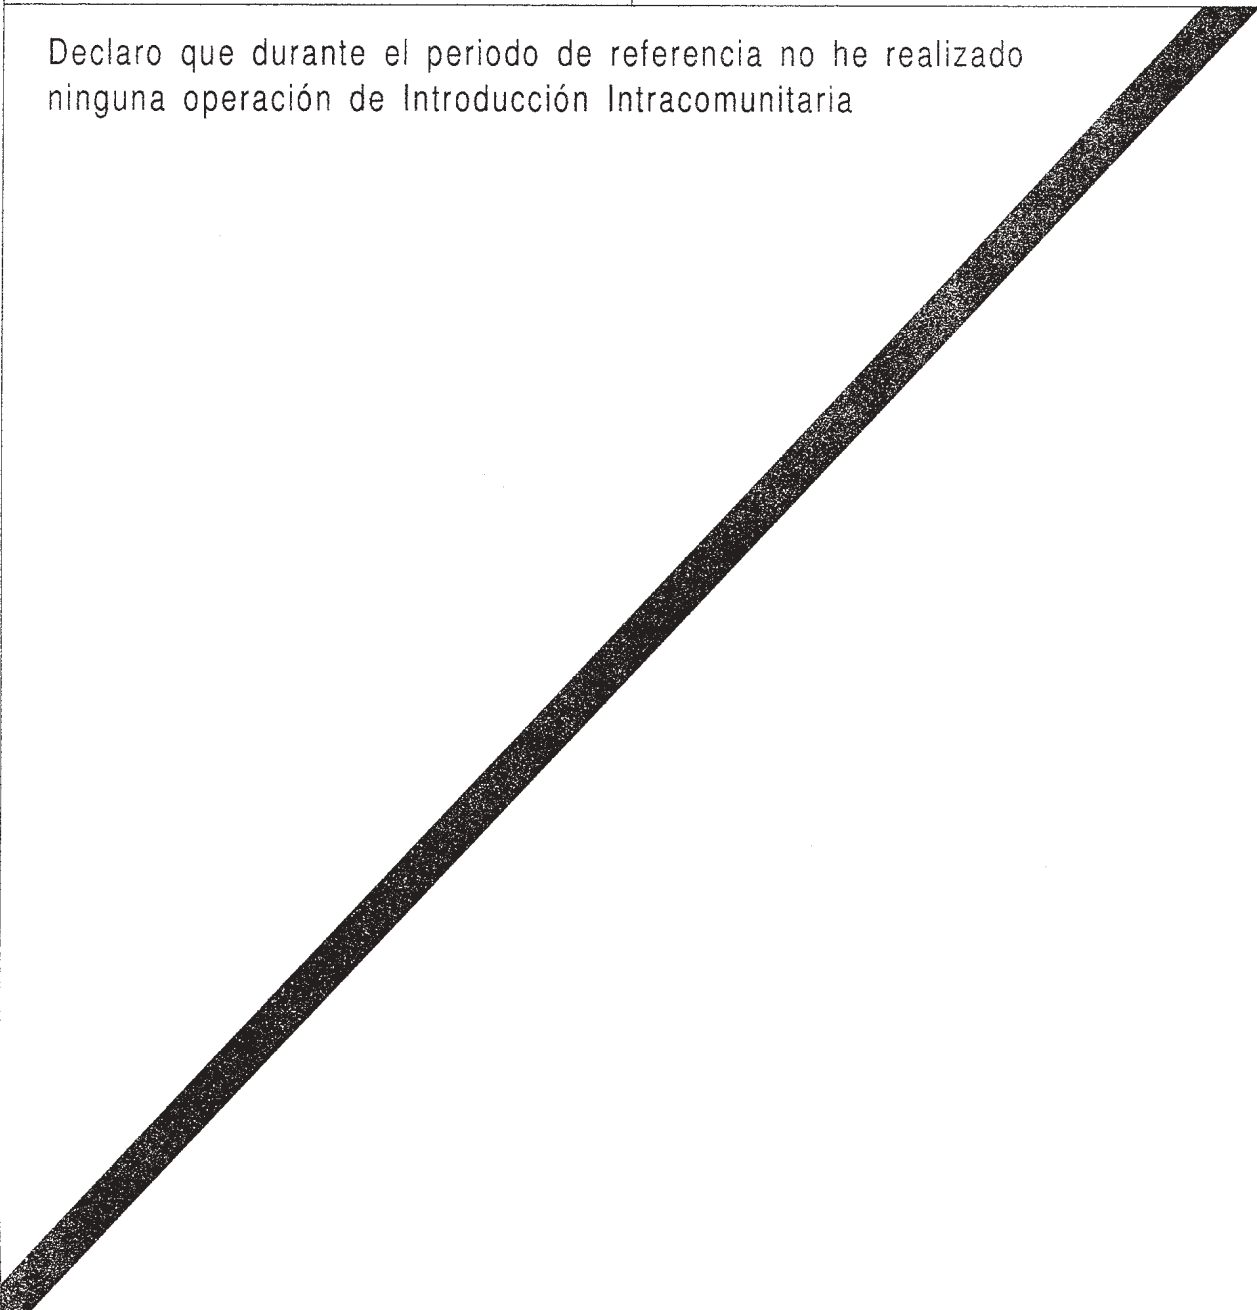 Declaro que durante el periodo de referencia no he realizado
ninguna operación de Introducción Intracomunitaria